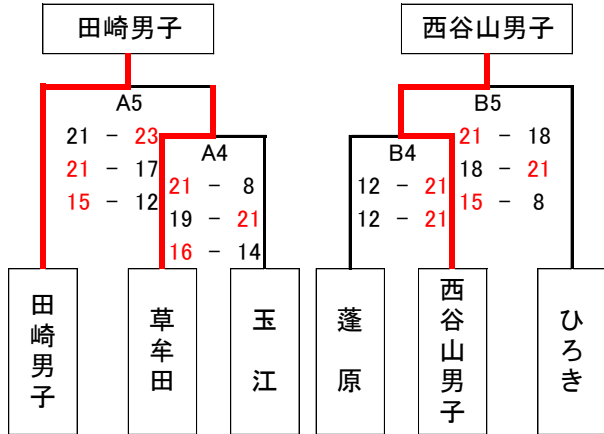 田崎男子
西谷山男子
A5
21 - 23
21 - 17
15 - 12
A4
21 - 8
19 - 21
16 - 14
B4
12 - 21
12 - 21
B5
21 - 18
18 - 21
15 - 8
田崎男子
草牟田
玉江
蓬原
西谷山男子
ひろき